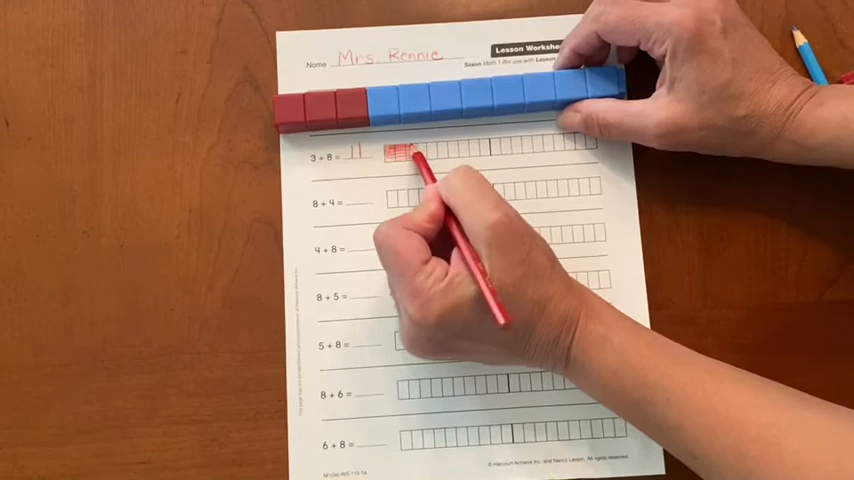 Name Mrs. Rennie
Lesson Worksheet
Saxon Math 1 (for use with Lesson
3 + 8 = 11
8 + 4 =
4 + 8 =
8 + 5 =
5 + 8 =
8 + 6 =
6 + 8 =
© Harcourt Achieve Inc. and Nancy Larson. All rights reserved.